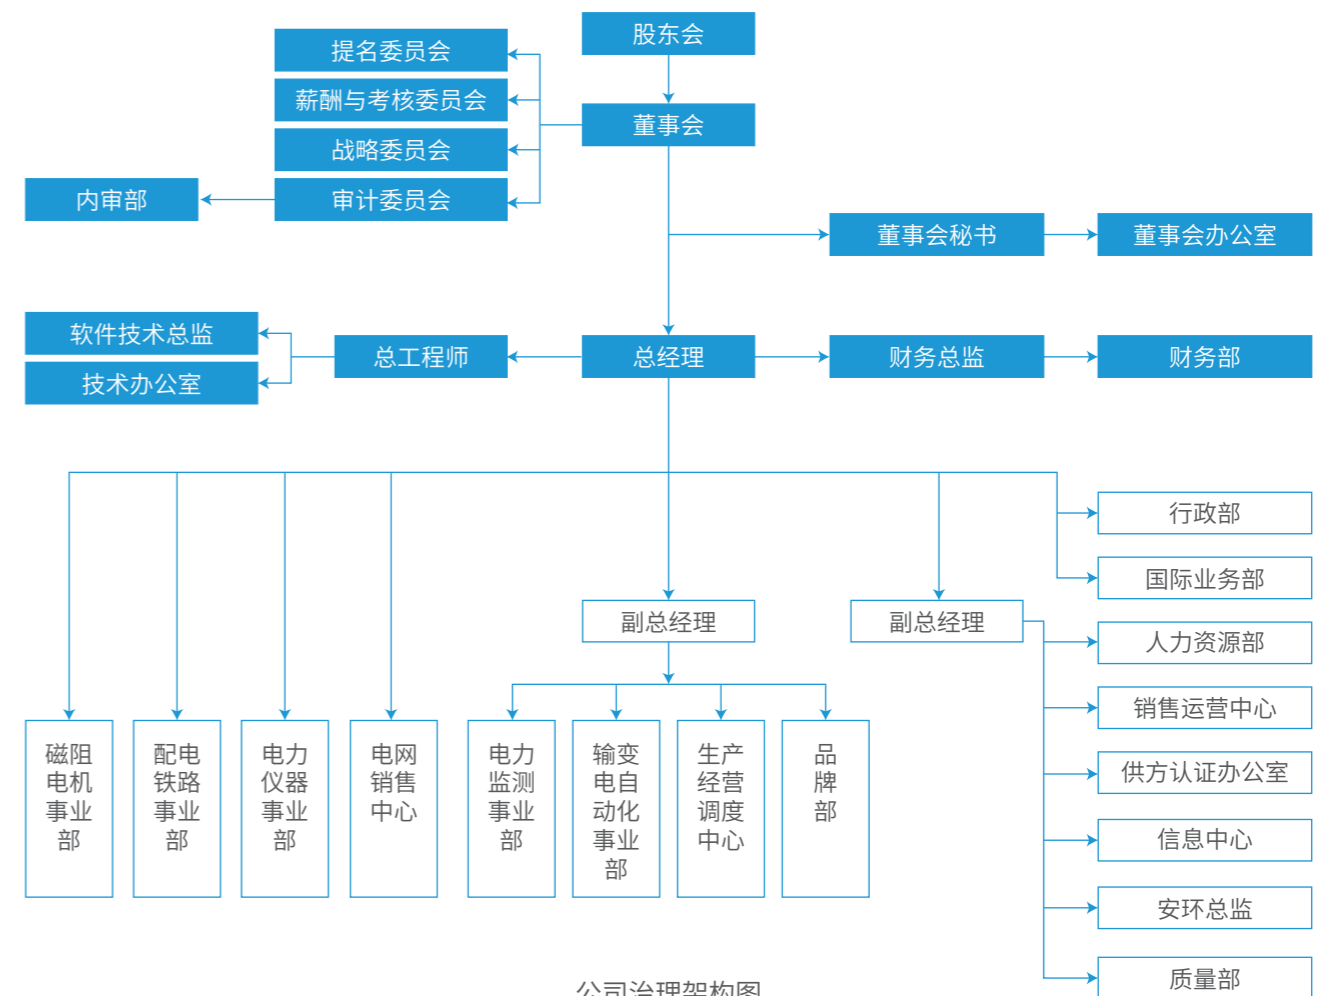 股东会
提名委员会
薪酬与考核委员会
董事会
战略委员会
内审部
审计委员会
董事会秘书
董事会办公室
软件技术总监
总工程师
总经理
财务总监
财务部
技术办公室
行政部
国际业务部
副总经理
副总经理
人力资源部
销售运营中心
供方认证办公室
信息中心
安环总监
质量部
磁阻
电机
事业
部
配电
铁路
事业
部
电力
仪器
事业
部
电网
销售
中心
电力
监测
事业
部
输变
电自
动化
事业
部
生产
经营
调度
中心
品
牌
部
公司治理架构图